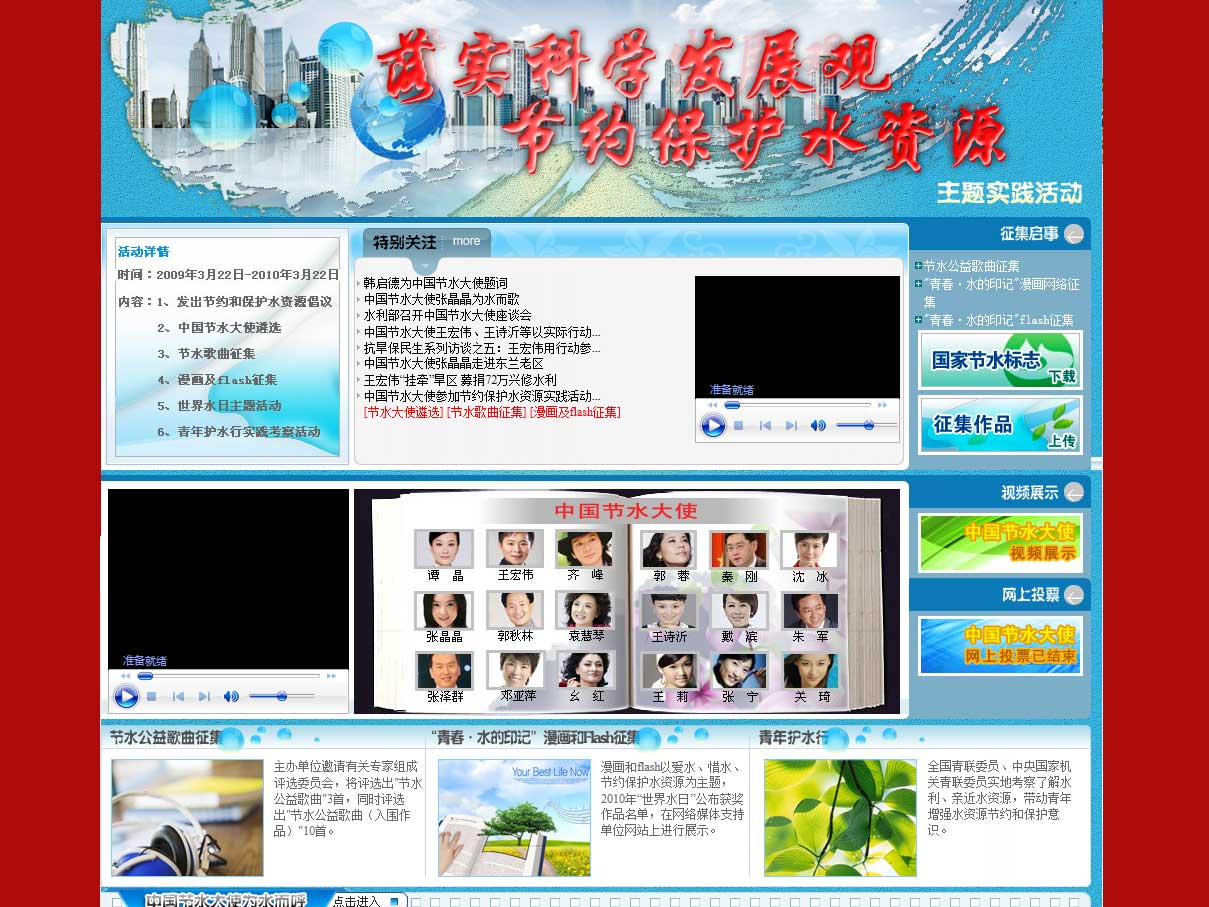 落实科学发展观
节约保护水资源
主题实践活动
活动详情
时间：2009年3月22日-2010年3月22日
内容：1、发出节约和保护水资源倡议
2、中国节水大使遴选
3、节水歌曲征集
4、漫画及flash征集
5、世界水日主题活动
6、青年护水行实践考察活动
特别关注 more
韩启德为中国节水大使题词
中国节水大使张晶晶为水而歌
水利部召开中国节水大使座谈会
中国节水大使王宏伟、王诗沂等以实际行动...
抗旱保民生系列访谈之五：王宏伟用行动参...
中国节水大使张晶晶走进东兰老区
王宏伟“挂牵”旱区 募捐72万兴修水利
中国节水大使参加节约保护水资源实践活动...
[节水大使遴选] [节水歌曲征集] [漫画及flash征集]
准备就绪
征集启事
节水公益歌曲征集
"青春·水的印记"漫画网络征
集
"青春·水的印记"flash征集
国家节水标志
下载
征集作品
上传
准备就绪
中国节水大使
谭 晶 王宏伟 齐 峰 郭 蓉 秦 刚 沈 冰
张晶晶 郭秋林 袁慧琴 王诗沂 戴 滨 朱 军
张泽群 邓亚萍 幺 红 王 莉 张 宁 关 琦
视频展示
中国节水大使
视频展示
网上投票
中国节水大使
网上投票已结束
节水公益歌曲征集
主办单位邀请有关专家组成
评选委员会，将评选出"节水
公益歌曲"3首，同时评选
出"节水公益歌曲（入围作
品）"10首。
“青春·水的印记”漫画和Flash征集
Your Best Life Now
漫画和flash以爱水、惜水、
节约保护水资源为主题，
2010年“世界水日”公布获奖
作品名单，在网络媒体支持
单位网站上进行展示。
青年护水行
全国青联委员、中央国家机
关青联委员实地考察了解水
利、亲近水资源，带动青年
增强水资源节约和保护意
识。
中国节水大使为水而呼 点击进入